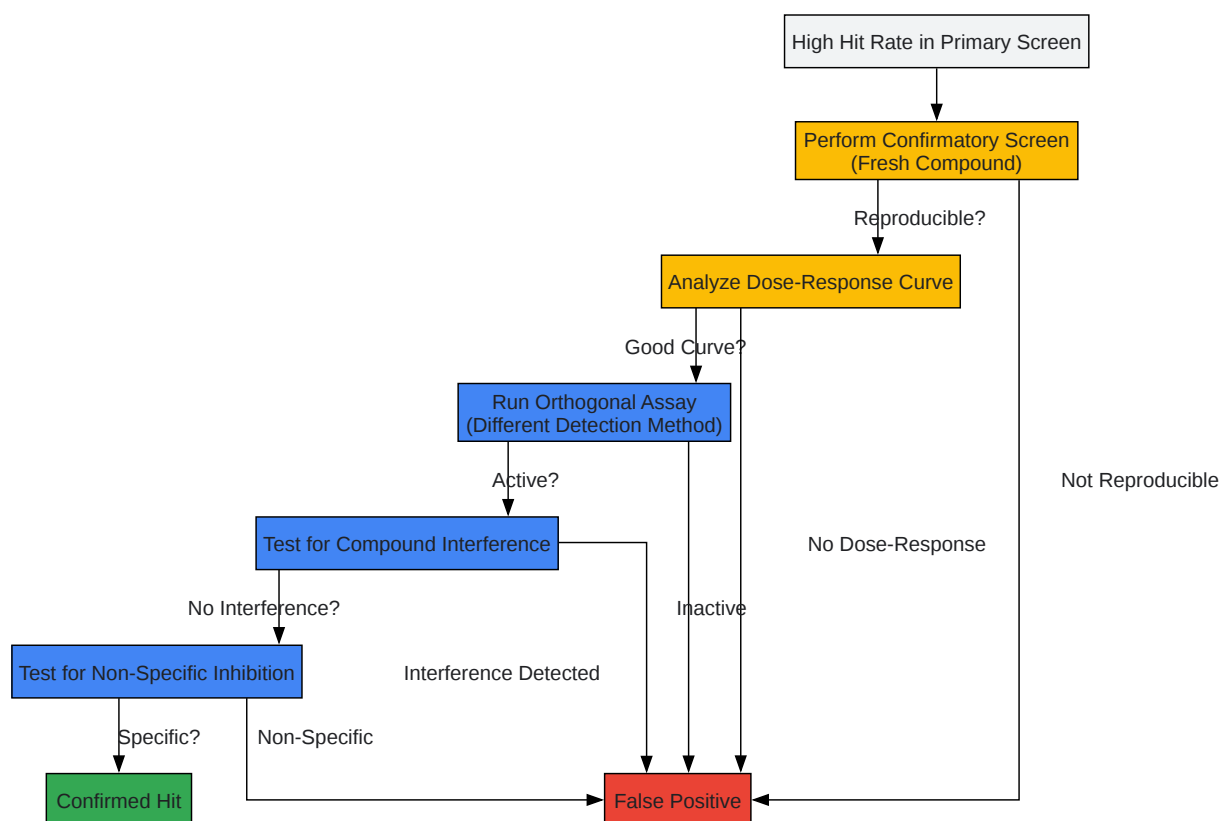 High Hit Rate in Primary Screen
Perform Confirmatory Screen
(Fresh Compound)
Reproducible?
Analyze Dose-Response Curve
Good Curve?
Run Orthogonal Assay
(Different Detection Method)
Active?
Not Reproducible
Test for Compound Interference
No Dose-Response
No Interference?
Inactive
Test for Non-Specific Inhibition
Interference Detected
Specific?
Non-Specific
Confirmed Hit
False Positive